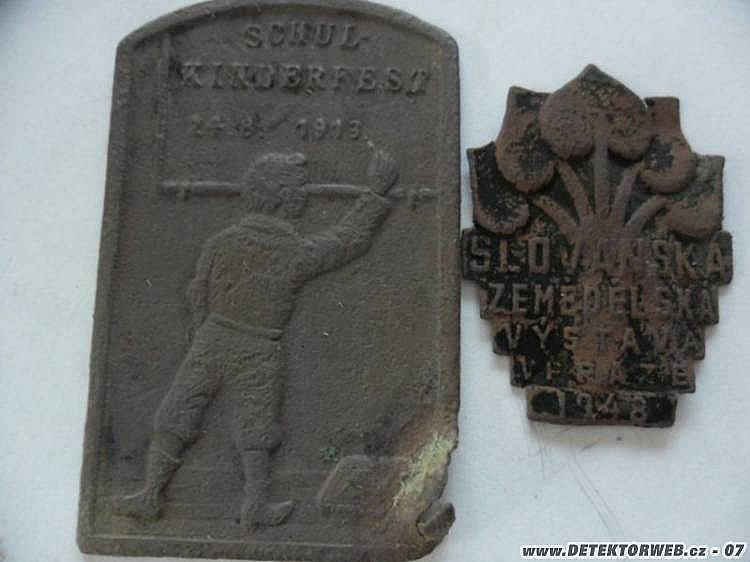 SCHUL-
KINDERFEST
24. 8. 1913.
SLOVANSKÁ
ZEMĚDĚLSKÁ
VÝSTAVA
V PRAZE
1948
www.DETEKTORWEB.cz - 07